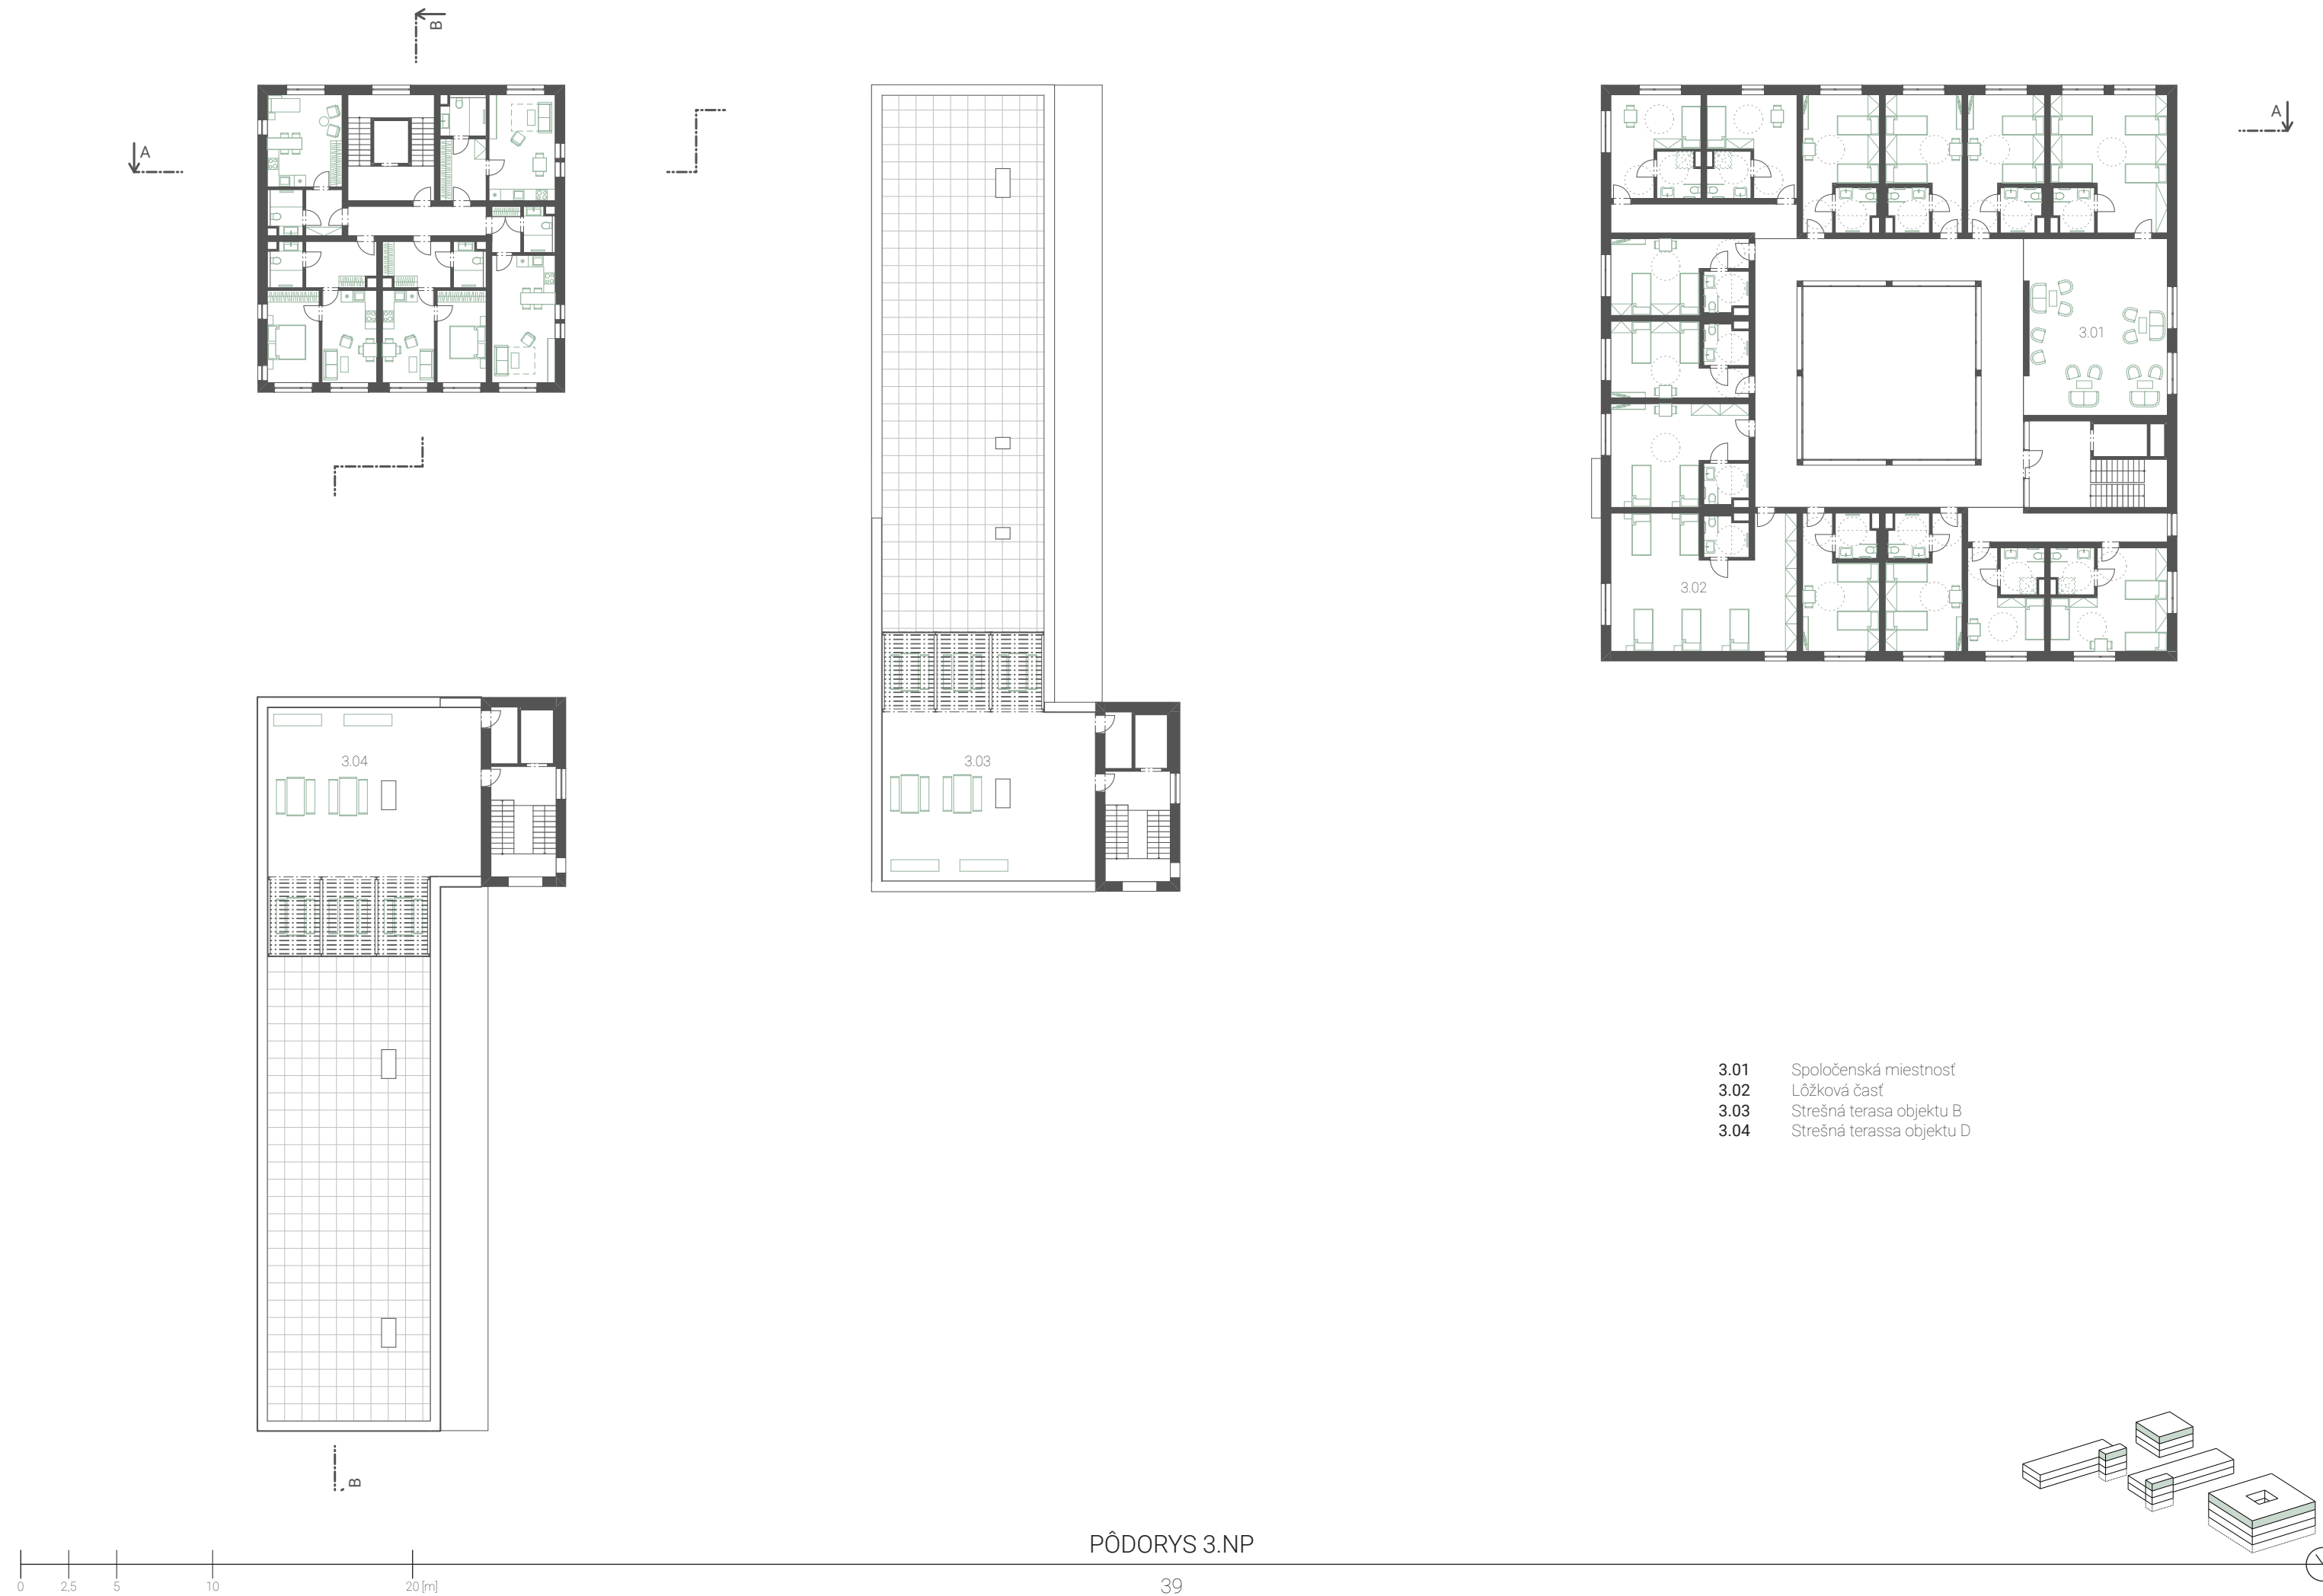 B
A
A
3.01
3.02
3.04
3.03
3.01 Spoločenská miestnosť
3.02 Lôžková časť
3.03 Strešná terasa objektu B
3.04 Strešná terassa objektu D
B
PÔDORYS 3.NP
0 2,5 5 10 20 [m]
39